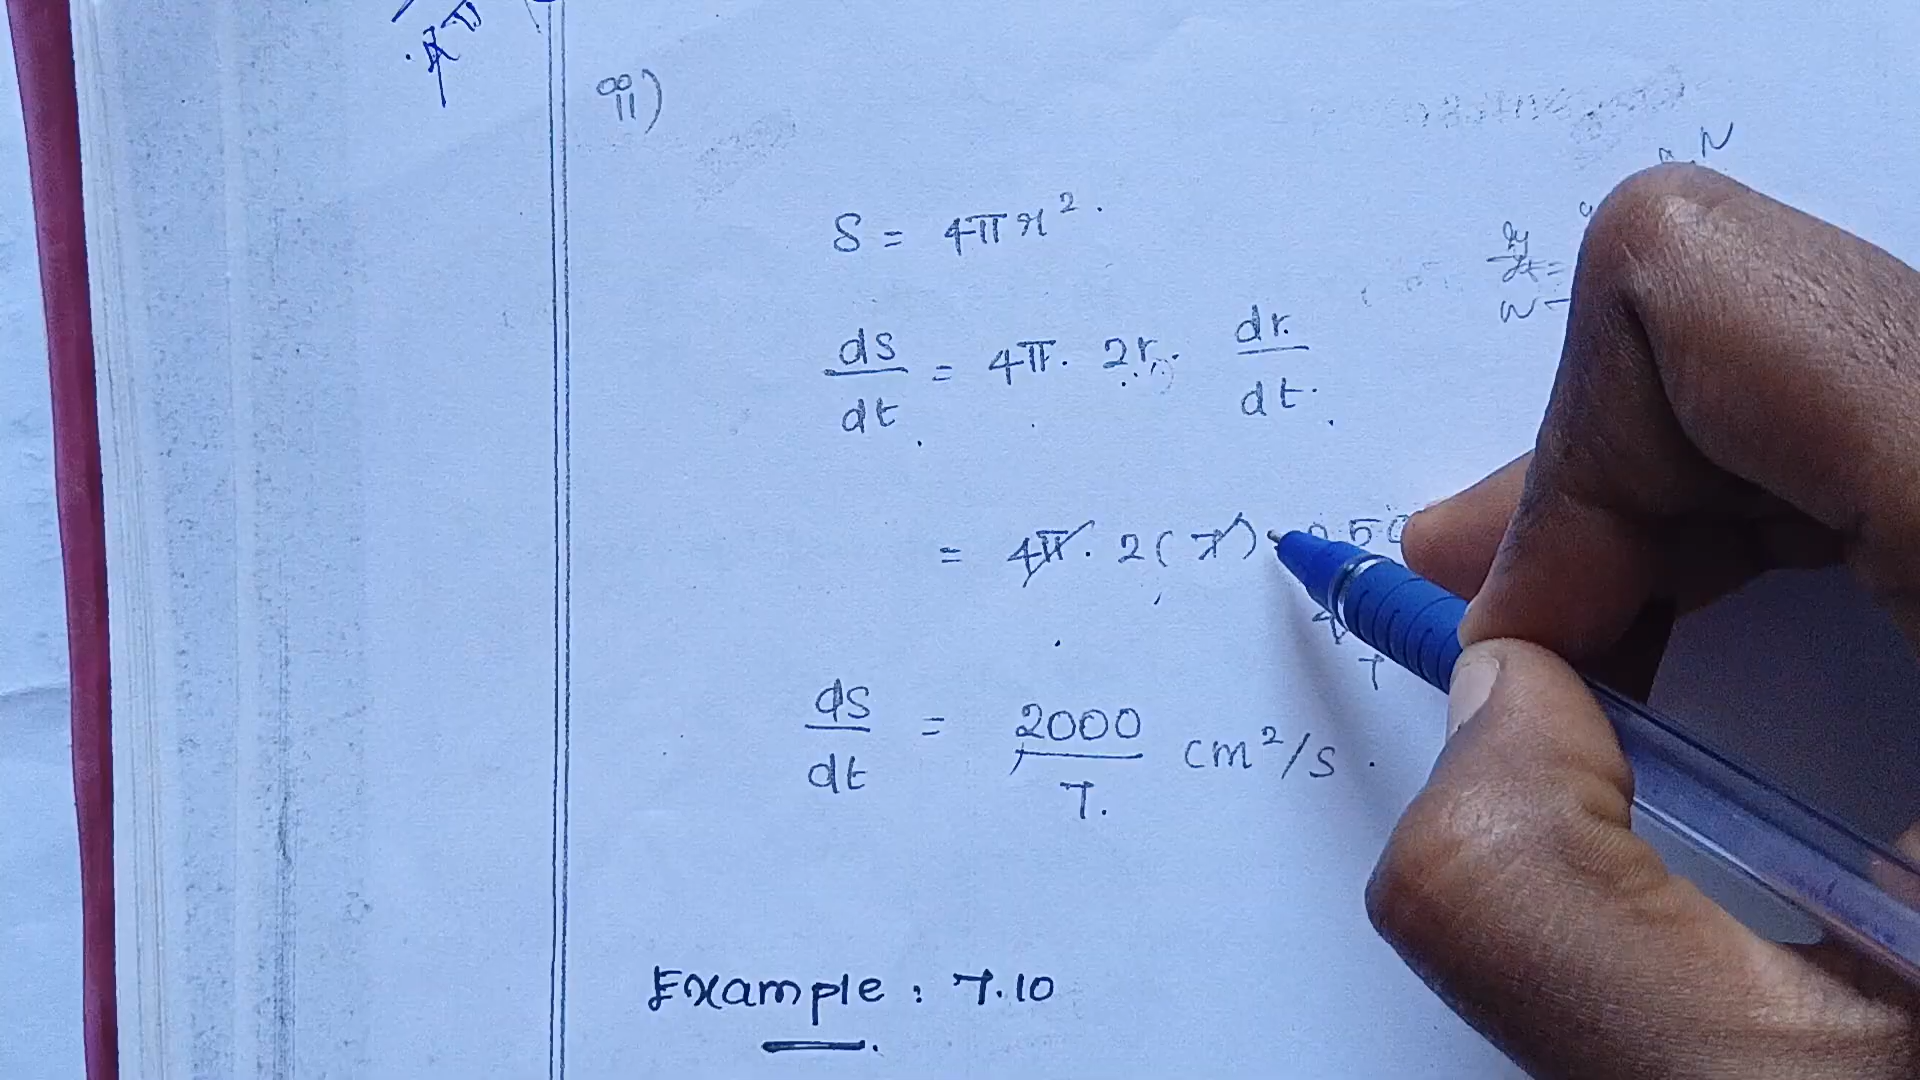 ii)
S = 4πr².
ds/dt = 4π. 2r. dr/dt.
= 4π. 2(7)
7
ds/dt = 2000/7. cm²/s.
Example : 7.10